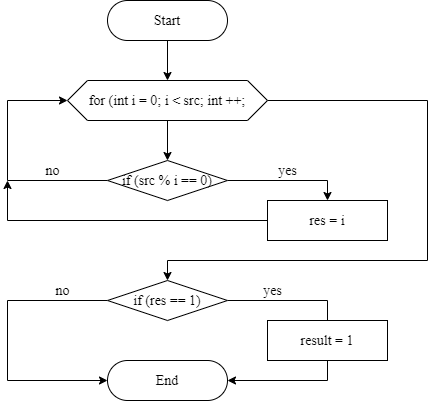 Start
for (int i = 0; i < src; int ++;
no
if (src % i == 0)
yes
res = i
no
if (res == 1)
yes
result = 1
End